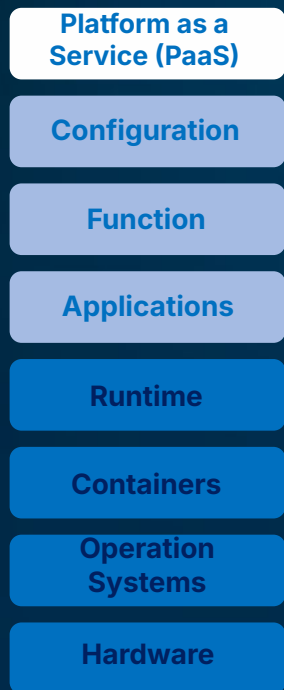 Platform as a
Service (PaaS)
Configuration
Function
Applications
Runtime
Containers
Operation
Systems
Hardware